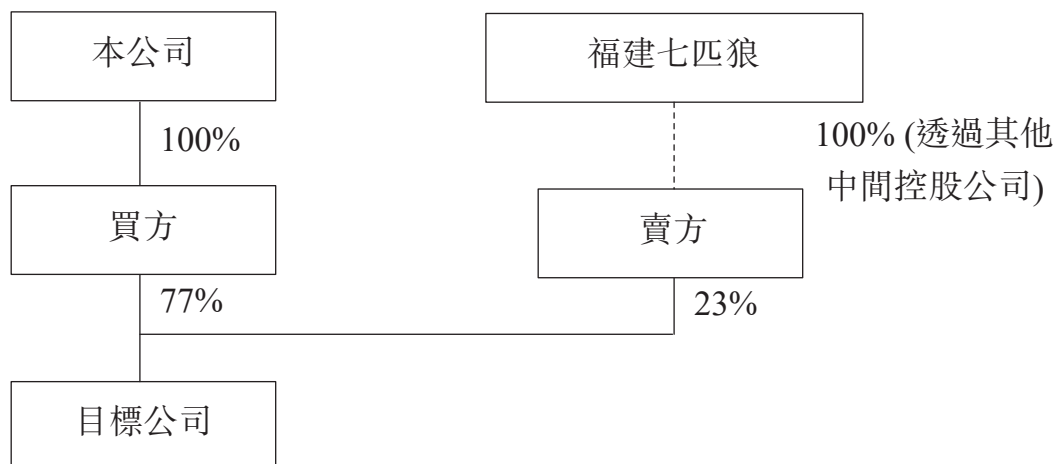 本公司
福建七匹狼
100%
100% (透過其他
中間控股公司)
買方
賣方
77%
23%
目標公司